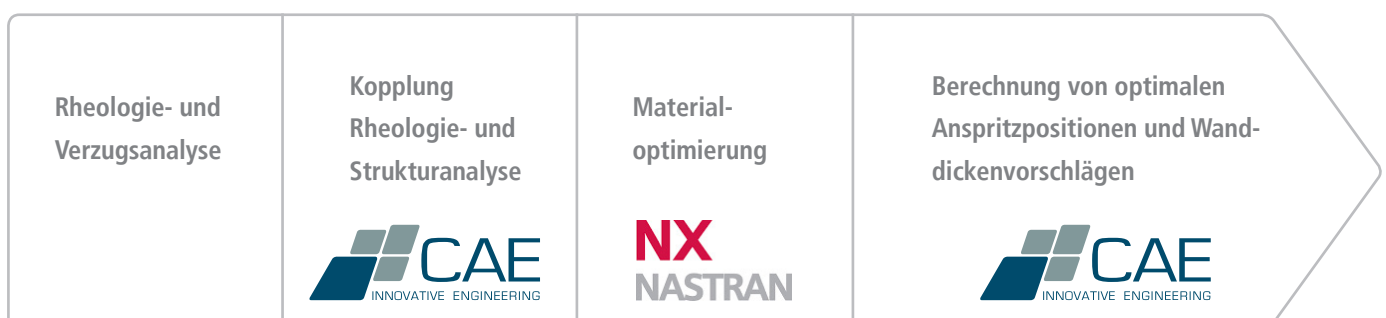 Rheologie- und
Verzugsanalyse
Kopplung
Rheologie- und
Strukturanalyse
CAE
INNOVATIVE ENGINEERING
Material-
optimierung
NX
NASTRAN
Berechnung von optimalen
Anspritzpositionen und Wand-
dickenvorschlägen
CAE
INNOVATIVE ENGINEERING